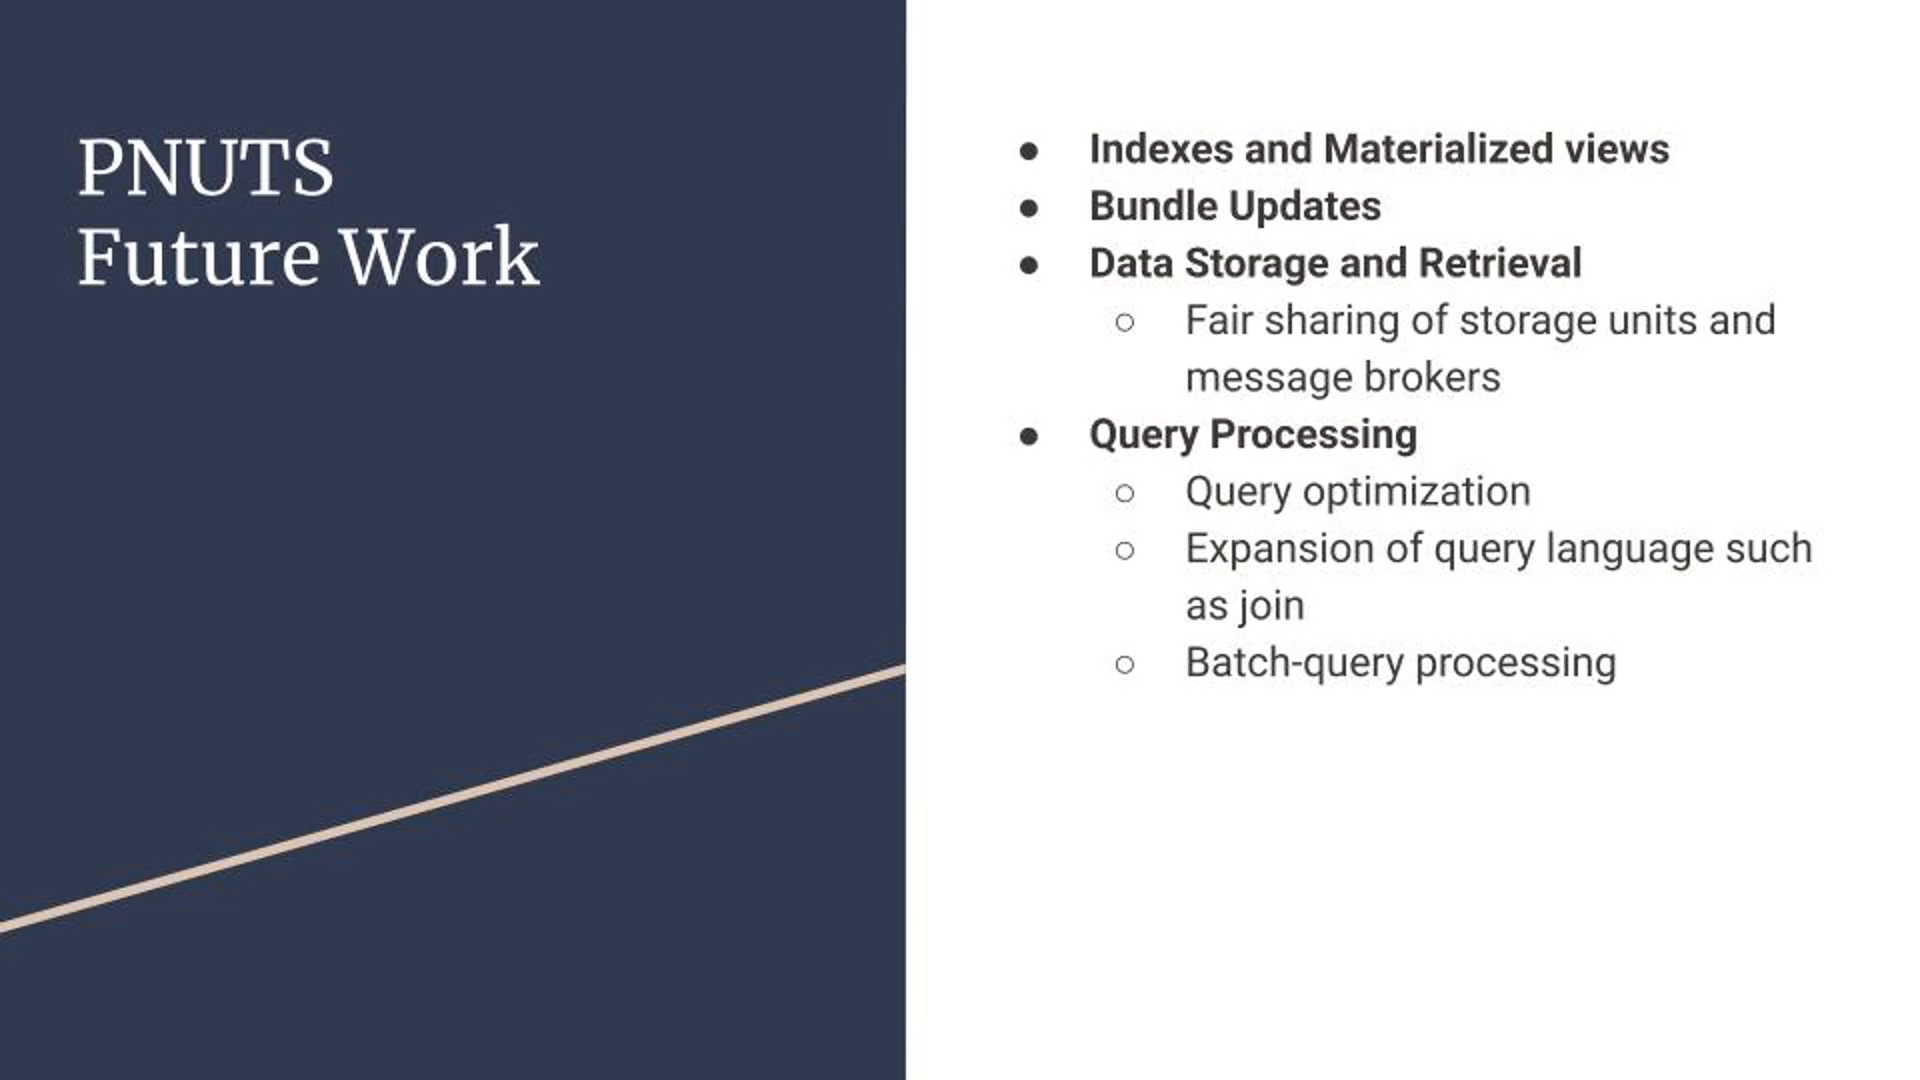 PNUTS
Future Work
● Indexes and Materialized views
● Bundle Updates
● Data Storage and Retrieval
○ Fair sharing of storage units and
message brokers
● Query Processing
○ Query optimization
○ Expansion of query language such
as join
○ Batch-query processing